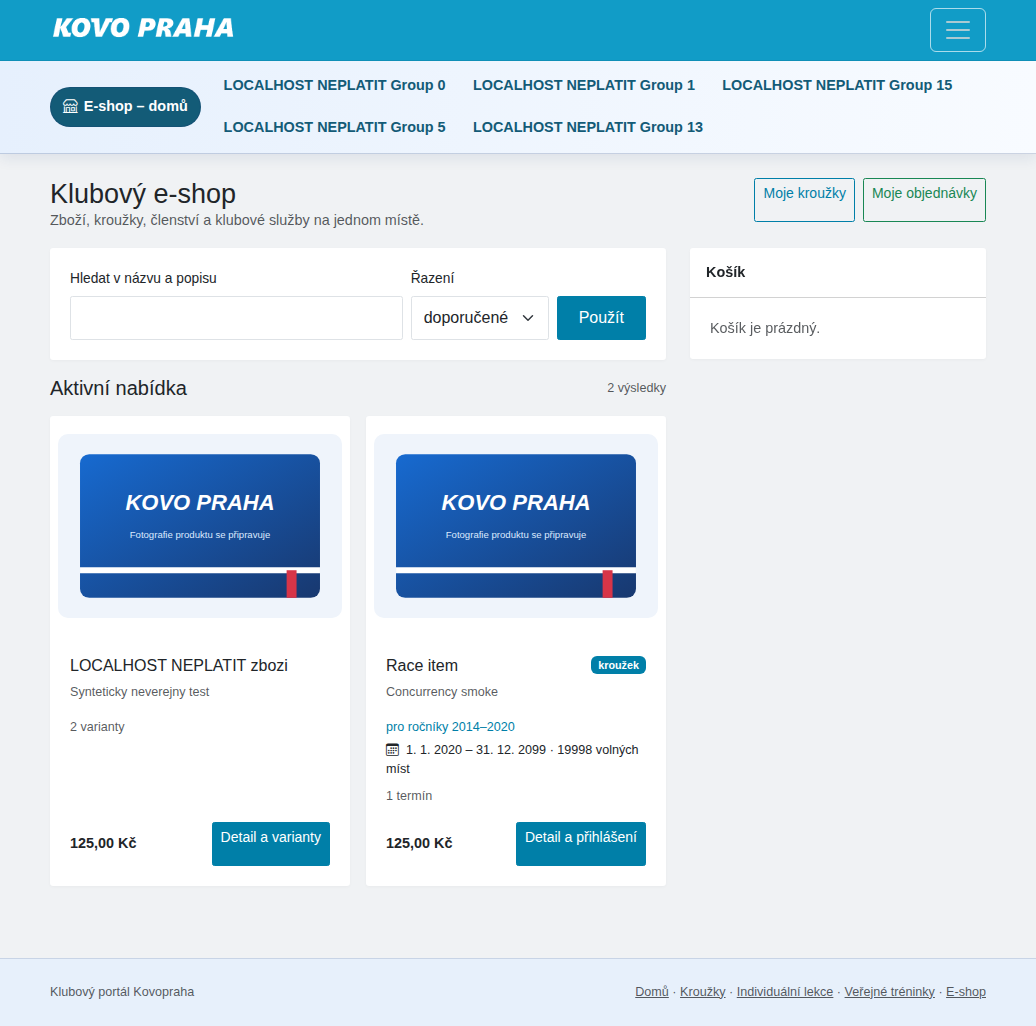 KOVO PRAHA
E-shop – domů
LOCALHOST NEPLATIT Group 0
LOCALHOST NEPLATIT Group 1
LOCALHOST NEPLATIT Group 15
LOCALHOST NEPLATIT Group 5
LOCALHOST NEPLATIT Group 13
Klubový e-shop
Zboží, kroužky, členství a klubové služby na jednom místě.
Moje kroužky
Moje objednávky
Hledat v názvu a popisu
Řazení
doporučené
Použít
Košík
Košík je prázdný.
Aktivní nabídka
2 výsledky
KOVO PRAHA
Fotografie produktu se připravuje
LOCALHOST NEPLATIT zbozi
Synteticky neverejny test
2 varianty
125,00 Kč
Detail a varianty
KOVO PRAHA
Fotografie produktu se připravuje
Race item
kroužek
Concurrency smoke
pro ročníky 2014–2020
1. 1. 2020 – 31. 12. 2099 · 19998 volných
míst
1 termín
125,00 Kč
Detail a přihlášení
Klubový portál Kovopraha
Domů · Kroužky · Individuální lekce · Veřejné tréninky · E-shop